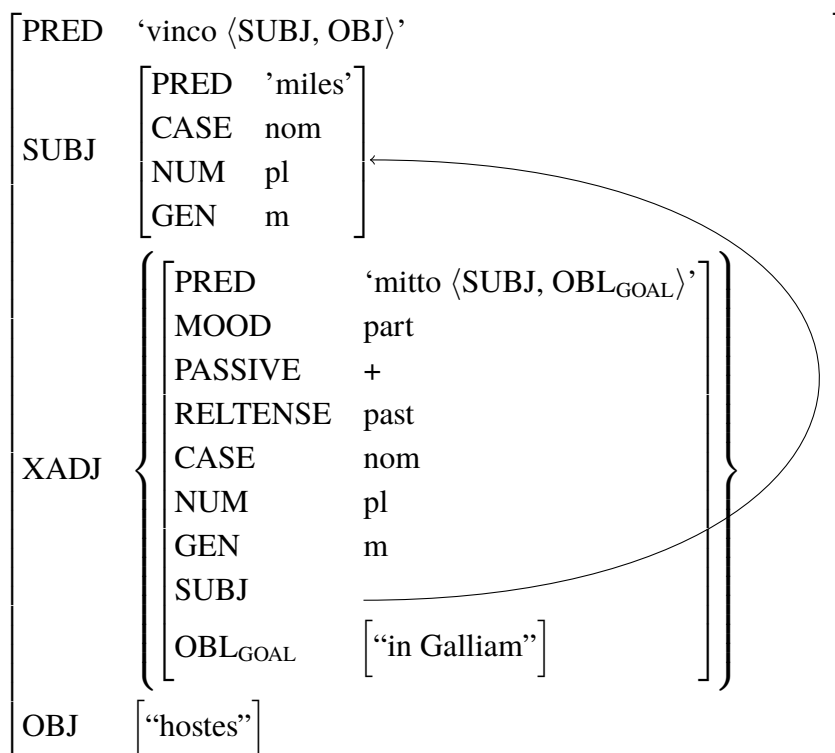 PRED ‘vinco ⟨SUBJ, OBJ⟩’
PRED ’miles’
CASE nom
SUBJ
NUM pl
GEN m
PRED ‘mitto ⟨SUBJ, OBL_GOAL⟩’
MOOD part
PASSIVE +
RELTENSE past
XADJ CASE nom
NUM pl
GEN m
SUBJ
OBL_GOAL “in Galliam”
OBJ “hostes”